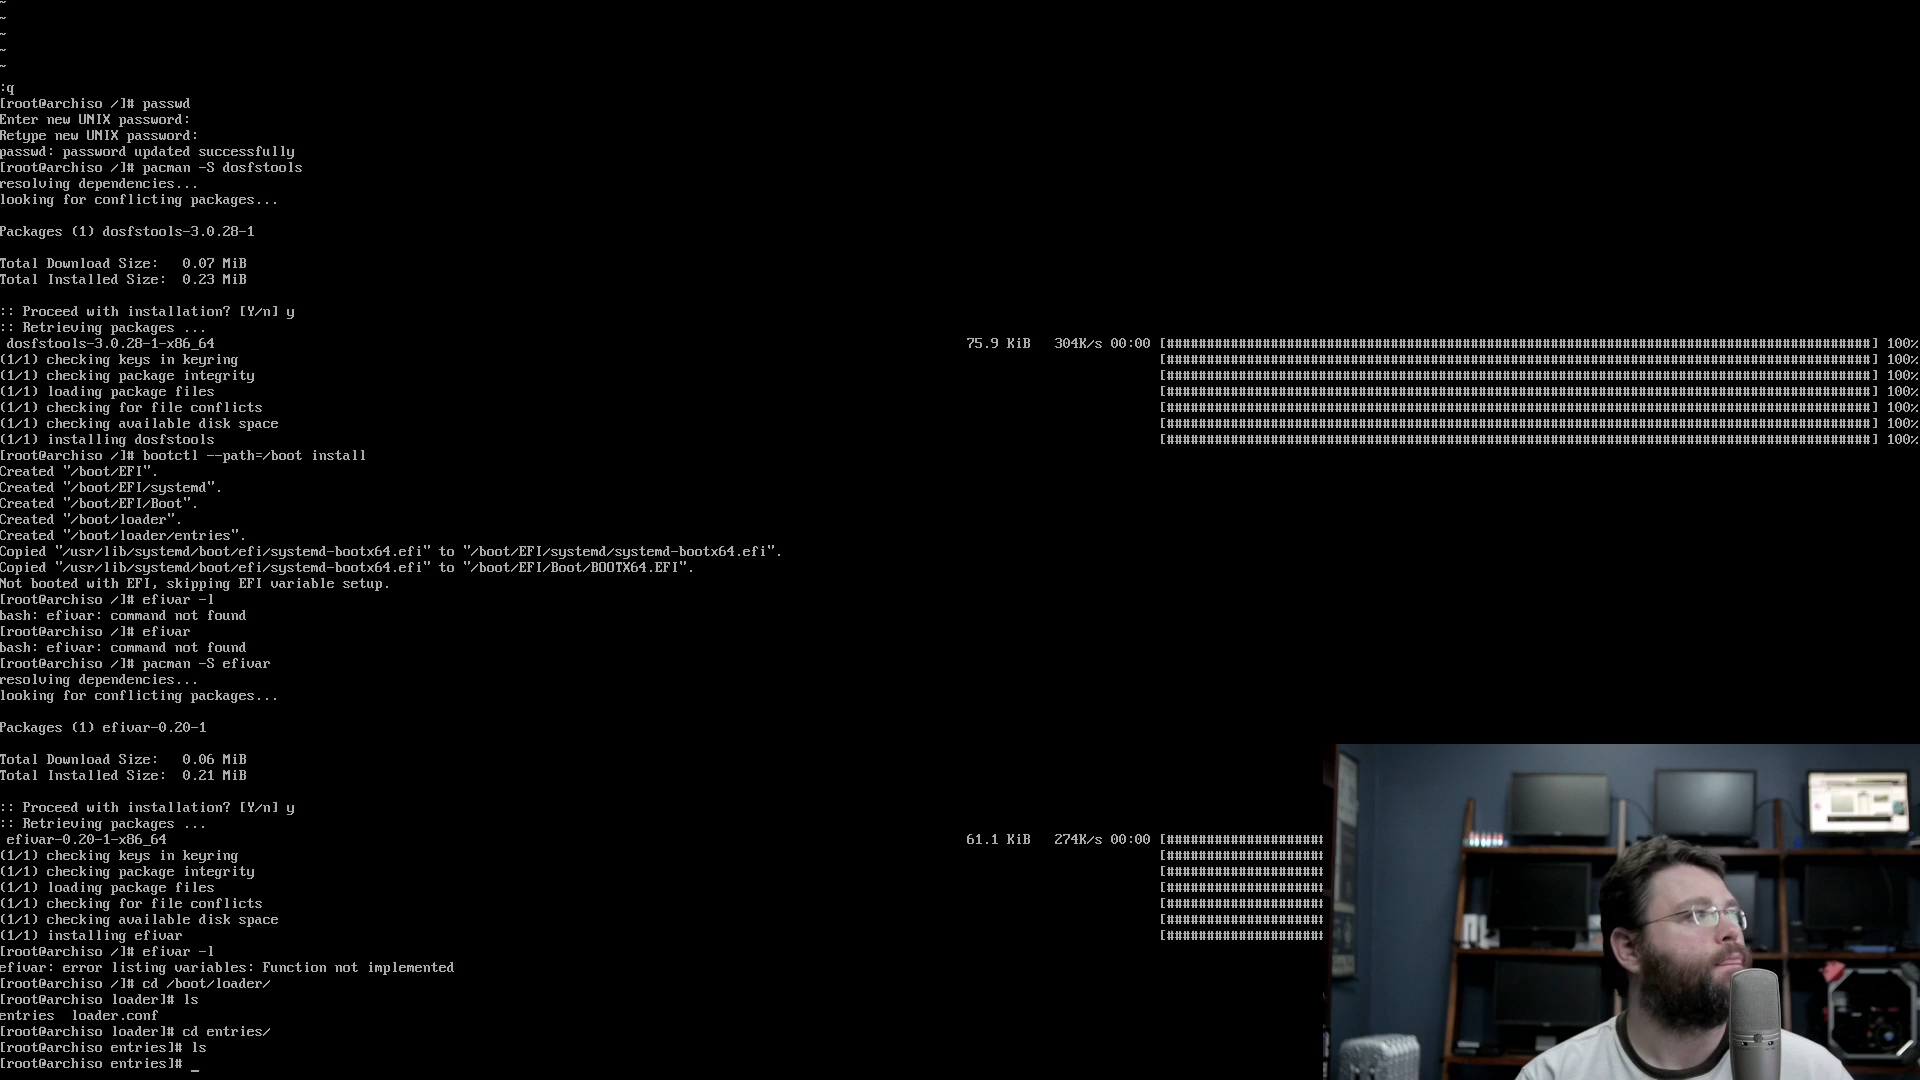 ~
~
~
~
~
:q
[root@archiso /]# passwd
Enter new UNIX password:
Retype new UNIX password:
passwd: password updated successfully
[root@archiso /]# pacman -S dosfstools
resolving dependencies...
looking for conflicting packages...
Packages (1) dosfstools-3.0.28-1
Total Download Size:   0.07 MiB
Total Installed Size:  0.23 MiB
:: Proceed with installation? [Y/n] y
:: Retrieving packages ...
dosfstools-3.0.28-1-x86_64 75.9 KiB 304K/s 00:00 [########################################################################################] 100%
(1/1) checking keys in keyring [########################################################################################] 100%
(1/1) checking package integrity [########################################################################################] 100%
(1/1) loading package files [########################################################################################] 100%
(1/1) checking for file conflicts [########################################################################################] 100%
(1/1) checking available disk space [########################################################################################] 100%
(1/1) installing dosfstools [########################################################################################] 100%
[root@archiso /]# bootctl --path=/boot install
Created "/boot/EFI".
Created "/boot/EFI/systemd".
Created "/boot/EFI/Boot".
Created "/boot/loader".
Created "/boot/loader/entries".
Copied "/usr/lib/systemd/boot/efi/systemd-bootx64.efi" to "/boot/EFI/systemd/systemd-bootx64.efi".
Copied "/usr/lib/systemd/boot/efi/systemd-bootx64.efi" to "/boot/EFI/Boot/BOOTX64.EFI".
Not booted with EFI, skipping EFI variable setup.
[root@archiso /]# efivar -l
bash: efivar: command not found
[root@archiso /]# efivar
bash: efivar: command not found
[root@archiso /]# pacman -S efivar
resolving dependencies...
looking for conflicting packages...
Packages (1) efivar-0.20-1
Total Download Size:   0.06 MiB
Total Installed Size:  0.21 MiB
:: Proceed with installation? [Y/n] y
:: Retrieving packages ...
efivar-0.20-1-x86_64 61.1 KiB 274K/s 00:00 [####################
(1/1) checking keys in keyring [####################
(1/1) checking package integrity [####################
(1/1) loading package files [####################
(1/1) checking for file conflicts [####################
(1/1) checking available disk space [####################
(1/1) installing efivar [####################
[root@archiso /]# efivar -l
efivar: error listing variables: Function not implemented
[root@archiso /]# cd /boot/loader/
[root@archiso loader]# ls
entries  loader.conf
[root@archiso loader]# cd entries/
[root@archiso entries]# ls
[root@archiso entries]# _